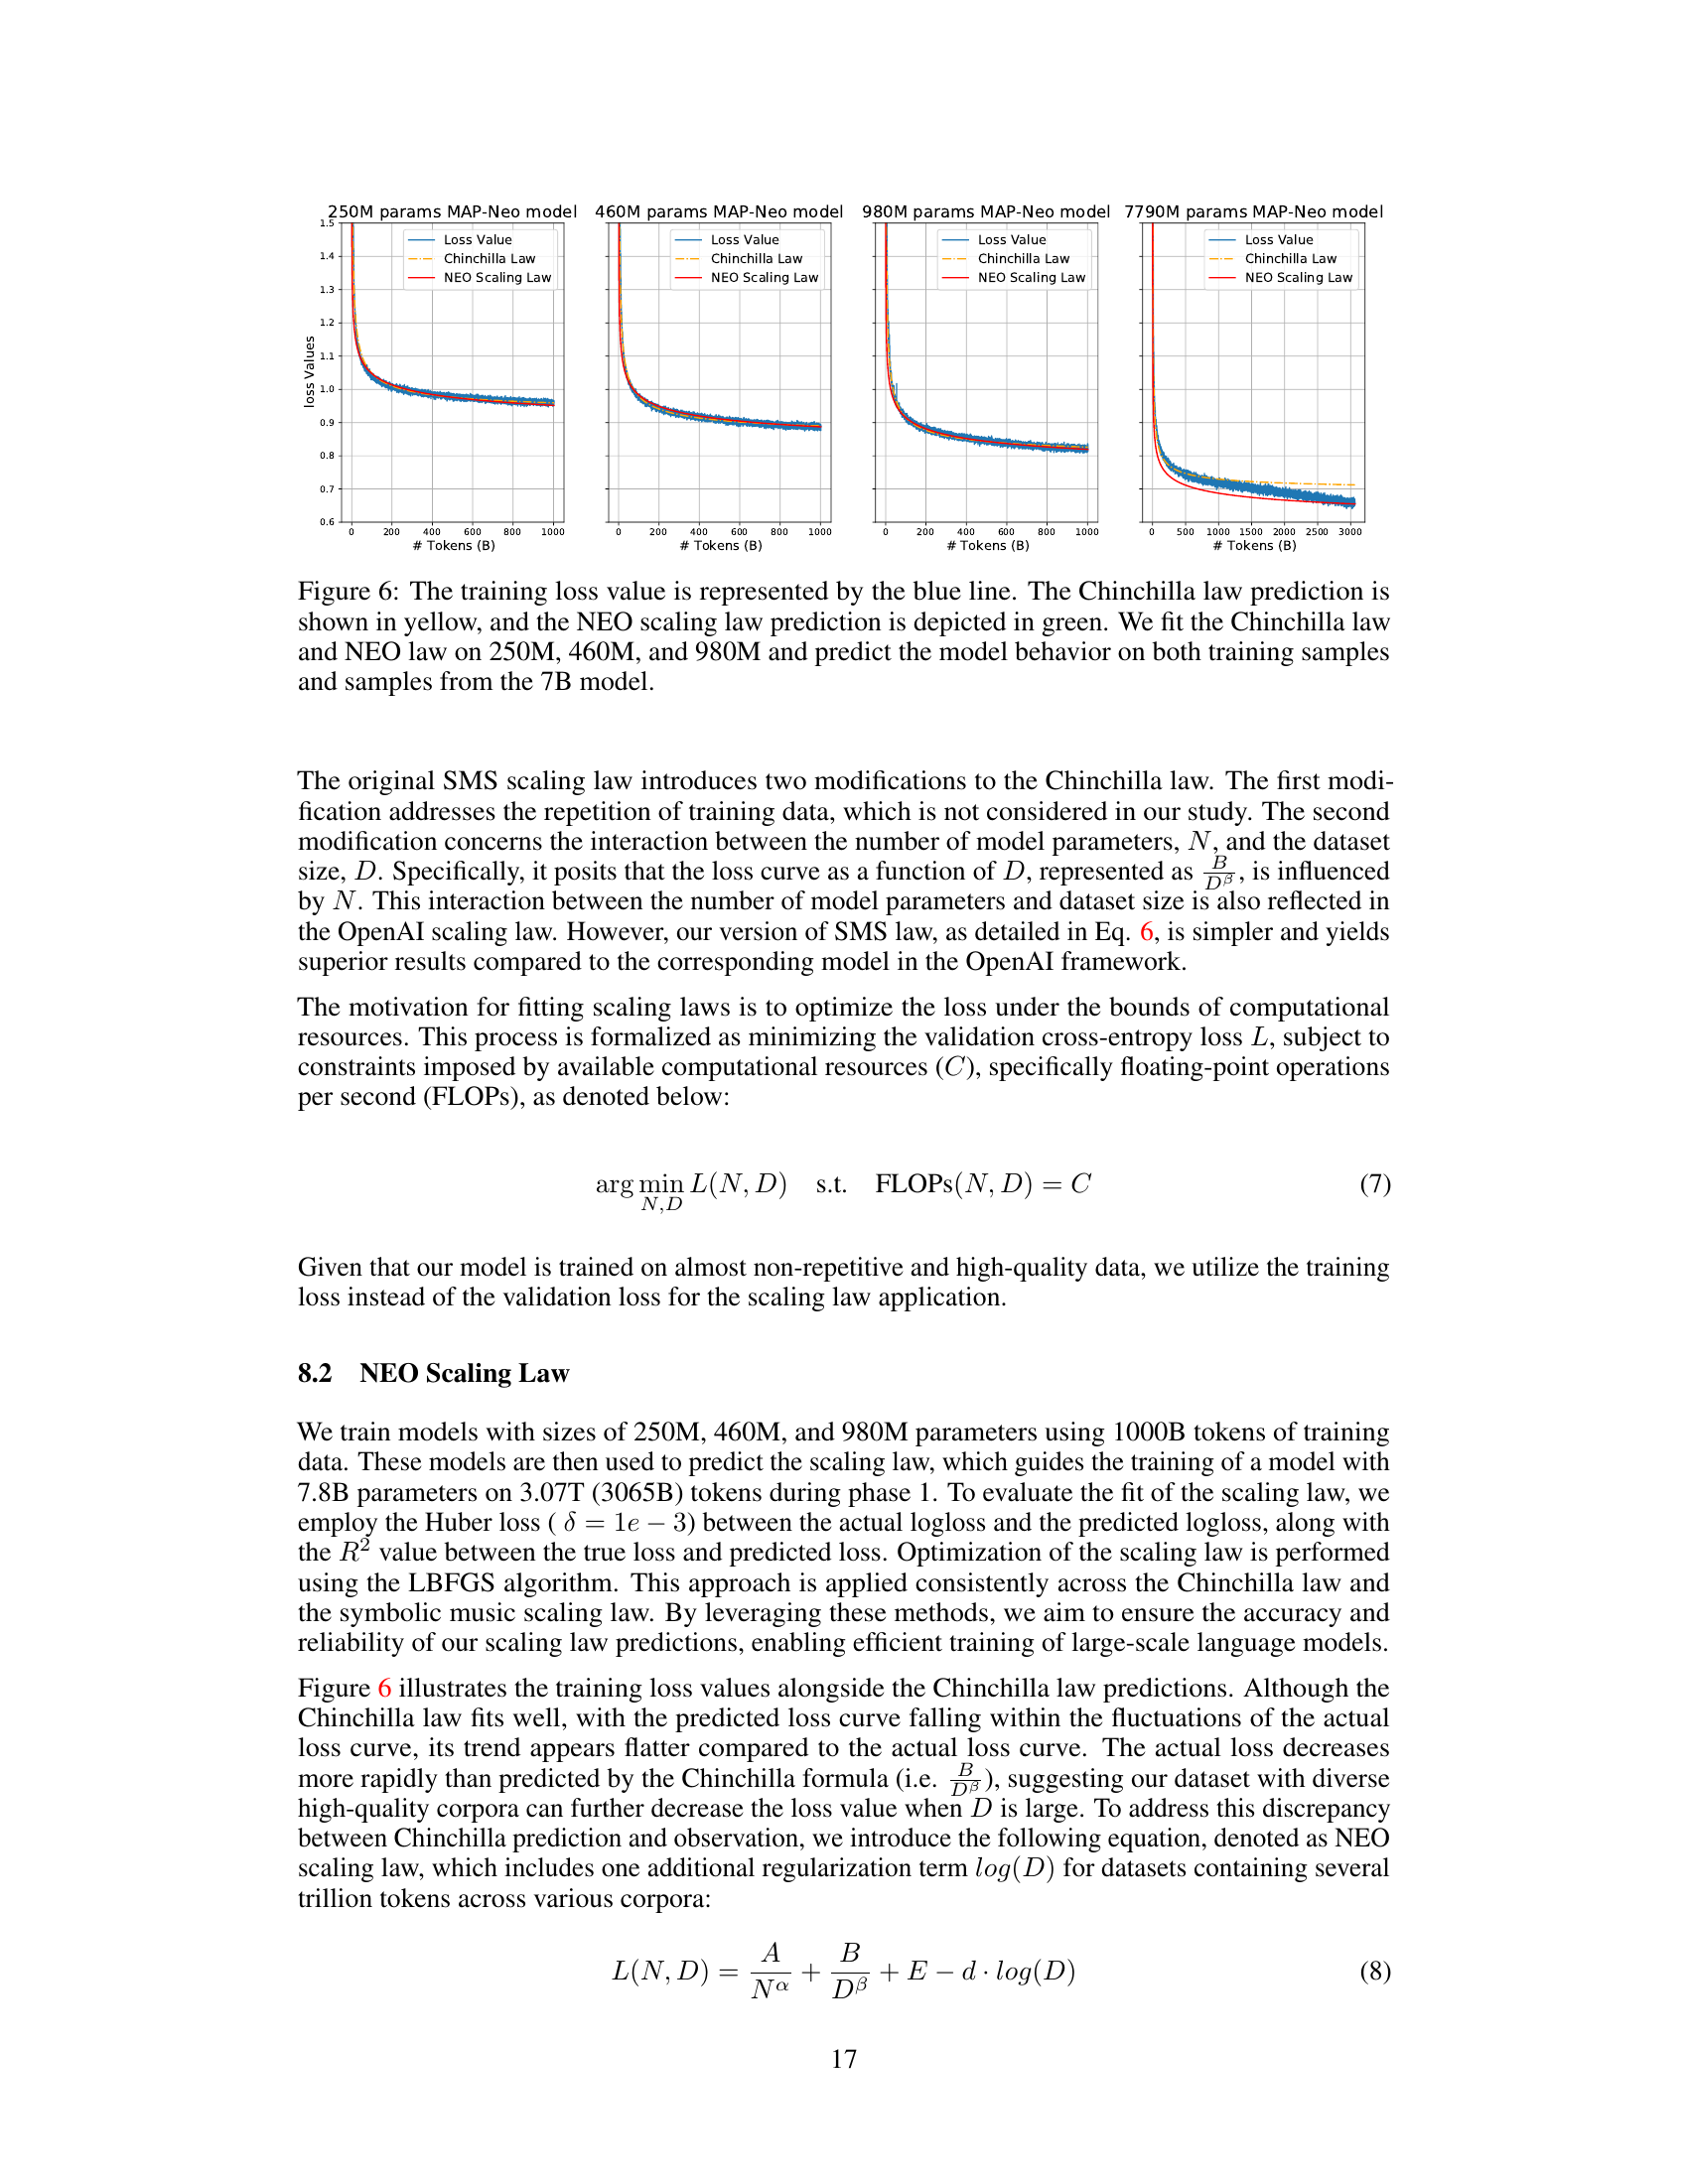 250M params MAP-Neo model
460M params MAP-Neo model
980M params MAP-Neo model
7790M params MAP-Neo model
loss Values
1.5
1.4
1.3
1.2
1.1
1.0
0.9
0.8
0.7
0.6
Loss Value
Chinchilla Law
NEO Scaling Law
0 200 400 600 800 1000
# Tokens (B)
Loss Value
Chinchilla Law
NEO Scaling Law
0 200 400 600 800 1000
# Tokens (B)
Loss Value
Chinchilla Law
NEO Scaling Law
0 200 400 600 800 1000
# Tokens (B)
Loss Value
Chinchilla Law
NEO Scaling Law
0 500 1000 1500 2000 2500 3000
# Tokens (B)
Figure 6: The training loss value is represented by the blue line. The Chinchilla law prediction is
shown in yellow, and the NEO scaling law prediction is depicted in green. We fit the Chinchilla law
and NEO law on 250M, 460M, and 980M and predict the model behavior on both training samples
and samples from the 7B model.
The original SMS scaling law introduces two modifications to the Chinchilla law. The first modi-
fication addresses the repetition of training data, which is not considered in our study. The second
modification concerns the interaction between the number of model parameters, N, and the dataset
size, D. Specifically, it posits that the loss curve as a function of D, represented as B/D^β, is influenced
by N. This interaction between the number of model parameters and dataset size is also reflected in
the OpenAI scaling law. However, our version of SMS law, as detailed in Eq. 6, is simpler and yields
superior results compared to the corresponding model in the OpenAI framework.
The motivation for fitting scaling laws is to optimize the loss under the bounds of computational
resources. This process is formalized as minimizing the validation cross-entropy loss L, subject to
constraints imposed by available computational resources (C), specifically floating-point operations
per second (FLOPs), as denoted below:
arg min_{N,D} L(N, D) s.t. FLOPs(N, D) = C (7)
Given that our model is trained on almost non-repetitive and high-quality data, we utilize the training
loss instead of the validation loss for the scaling law application.
8.2 NEO Scaling Law
We train models with sizes of 250M, 460M, and 980M parameters using 1000B tokens of training
data. These models are then used to predict the scaling law, which guides the training of a model with
7.8B parameters on 3.07T (3065B) tokens during phase 1. To evaluate the fit of the scaling law, we
employ the Huber loss ( δ = 1e − 3) between the actual logloss and the predicted logloss, along with
the R² value between the true loss and predicted loss. Optimization of the scaling law is performed
using the LBFGS algorithm. This approach is applied consistently across the Chinchilla law and
the symbolic music scaling law. By leveraging these methods, we aim to ensure the accuracy and
reliability of our scaling law predictions, enabling efficient training of large-scale language models.
Figure 6 illustrates the training loss values alongside the Chinchilla law predictions. Although the
Chinchilla law fits well, with the predicted loss curve falling within the fluctuations of the actual
loss curve, its trend appears flatter compared to the actual loss curve. The actual loss decreases
more rapidly than predicted by the Chinchilla formula (i.e. B/D^β), suggesting our dataset with diverse
high-quality corpora can further decrease the loss value when D is large. To address this discrepancy
between Chinchilla prediction and observation, we introduce the following equation, denoted as NEO
scaling law, which includes one additional regularization term log(D) for datasets containing several
trillion tokens across various corpora:
L(N, D) = A/N^α + B/D^β + E − d · log(D) (8)
17